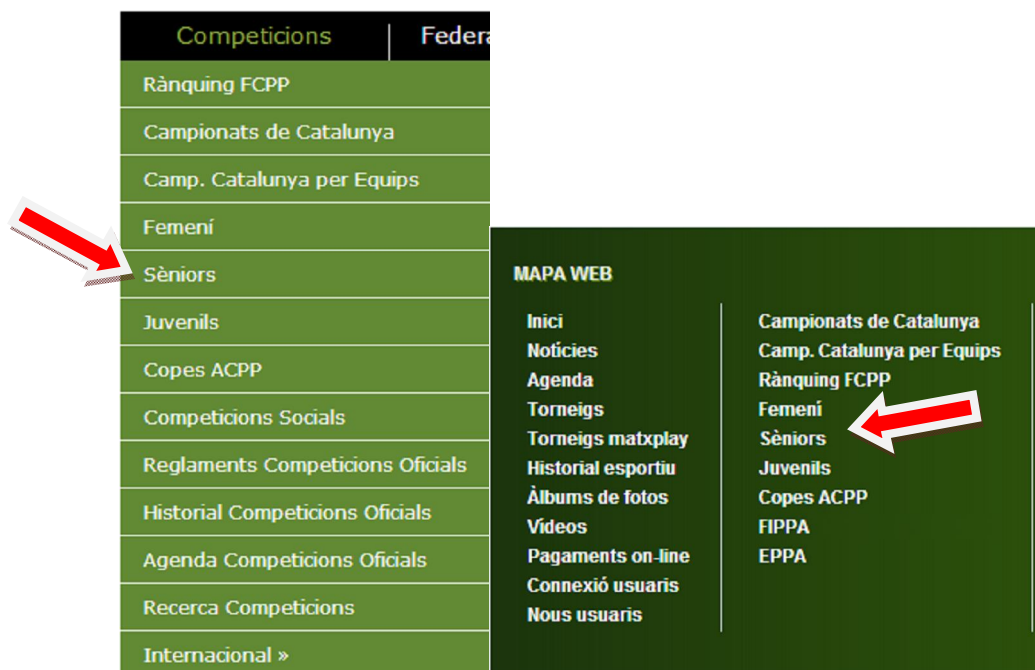 Competicions
Feder
Rànquing FCPP
Campionats de Catalunya
Camp. Catalunya per Equips
Femení
Sèniors
Juvenils
Copes ACPP
Competicions Socials
Reglaments Competicions Oficials
Historial Competicions Oficials
Agenda Competicions Oficials
Recerca Competicions
Internacional »
MAPA WEB
Inici
Notícies
Agenda
Torneigs
Torneigs matxplay
Historial esportiu
Àlbums de fotos
Vídeos
Pagaments on-line
Connexió usuaris
Nous usuaris
Campionats de Catalunya
Camp. Catalunya per Equips
Rànquing FCPP
Femení
Sèniors
Juvenils
Copes ACPP
FIPPA
EPPA